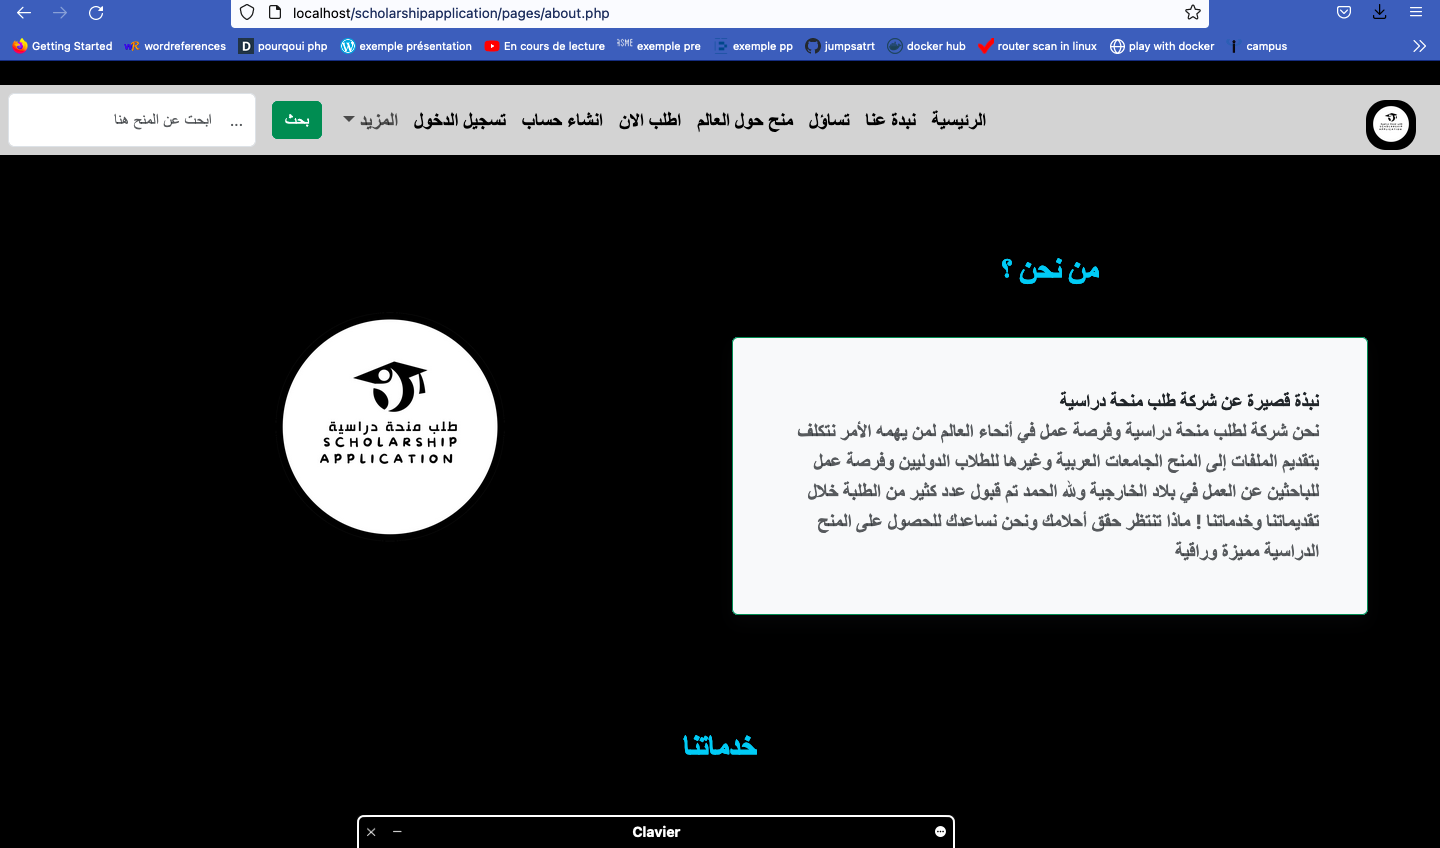 localhost/scholarshipapplication/pages/about.php
Getting Started
wordreferences
pourqoui php
exemple présentation
En cours de lecture
RSME exemple pre
exemple pp
jumpsatrt
docker hub
router scan in linux
play with docker
campus
الرئيسية
نبدة عنا
تساؤل
منح حول العالم
اطلب الان
انشاء حساب
تسجيل الدخول
المزيد
بحث
ابحت عن المنح هنا ...
من نحن ؟
طلب منحة دراسية
SCHOLARSHIP
APPLICATION
نبذة قصيرة عن شركة طلب منحة دراسية
نحن شركة لطلب منحة دراسية وفرصة عمل في أنحاء العالم لمن يهمه الأمر نتكلف
بتقديم الملفات إلى المنح الجامعات العربية وغيرها للطلاب الدوليين وفرصة عمل
للباحثين عن العمل في بلاد الخارجية ولله الحمد تم قبول عدد كثير من الطلبة خلال
تقديماتنا وخدماتنا ! ماذا تنتظر حقق أحلامك ونحن نساعدك للحصول على المنح
الدراسية مميزة وراقية
خدماتنا
Clavier